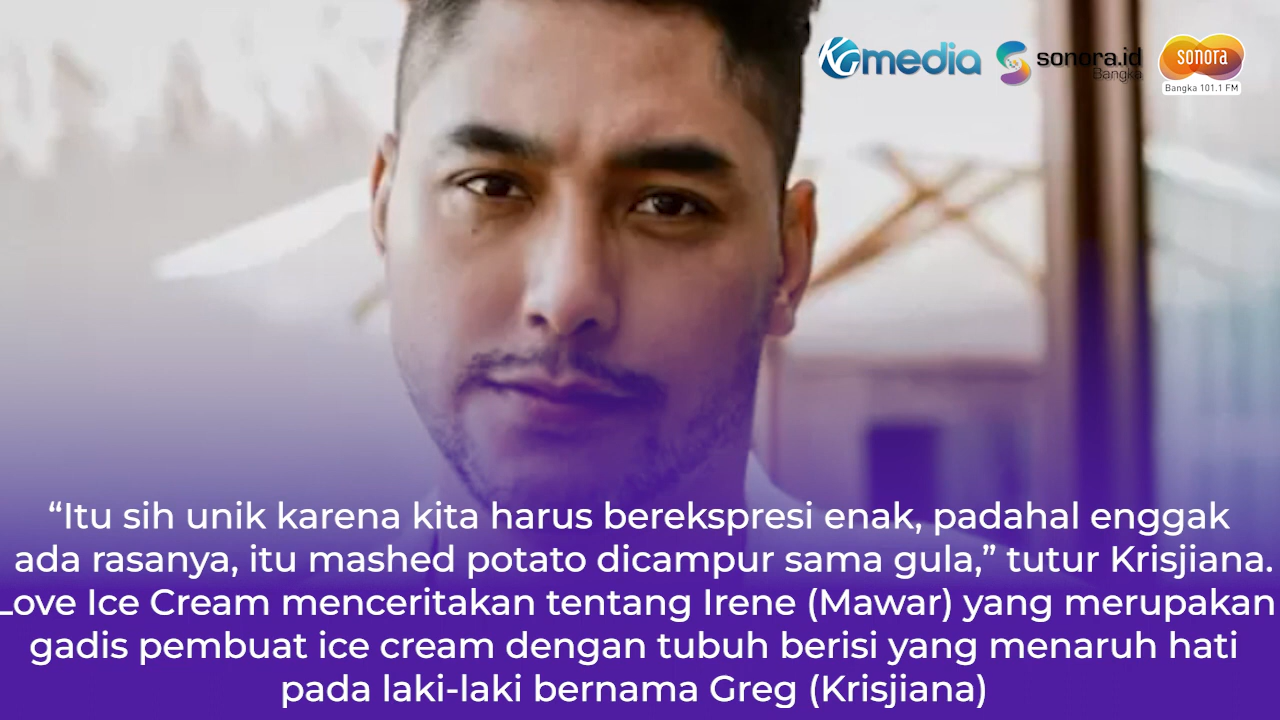 KG media
sonora.id
Bangka
sonora
Bangka 101.1 FM
“Itu sih unik karena kita harus berekspresi enak, padahal enggak
ada rasanya, itu mashed potato dicampur sama gula,” tutur Krisjiana.
Love Ice Cream menceritakan tentang Irene (Mawar) yang merupakan
gadis pembuat ice cream dengan tubuh berisi yang menaruh hati
pada laki-laki bernama Greg (Krisjiana)